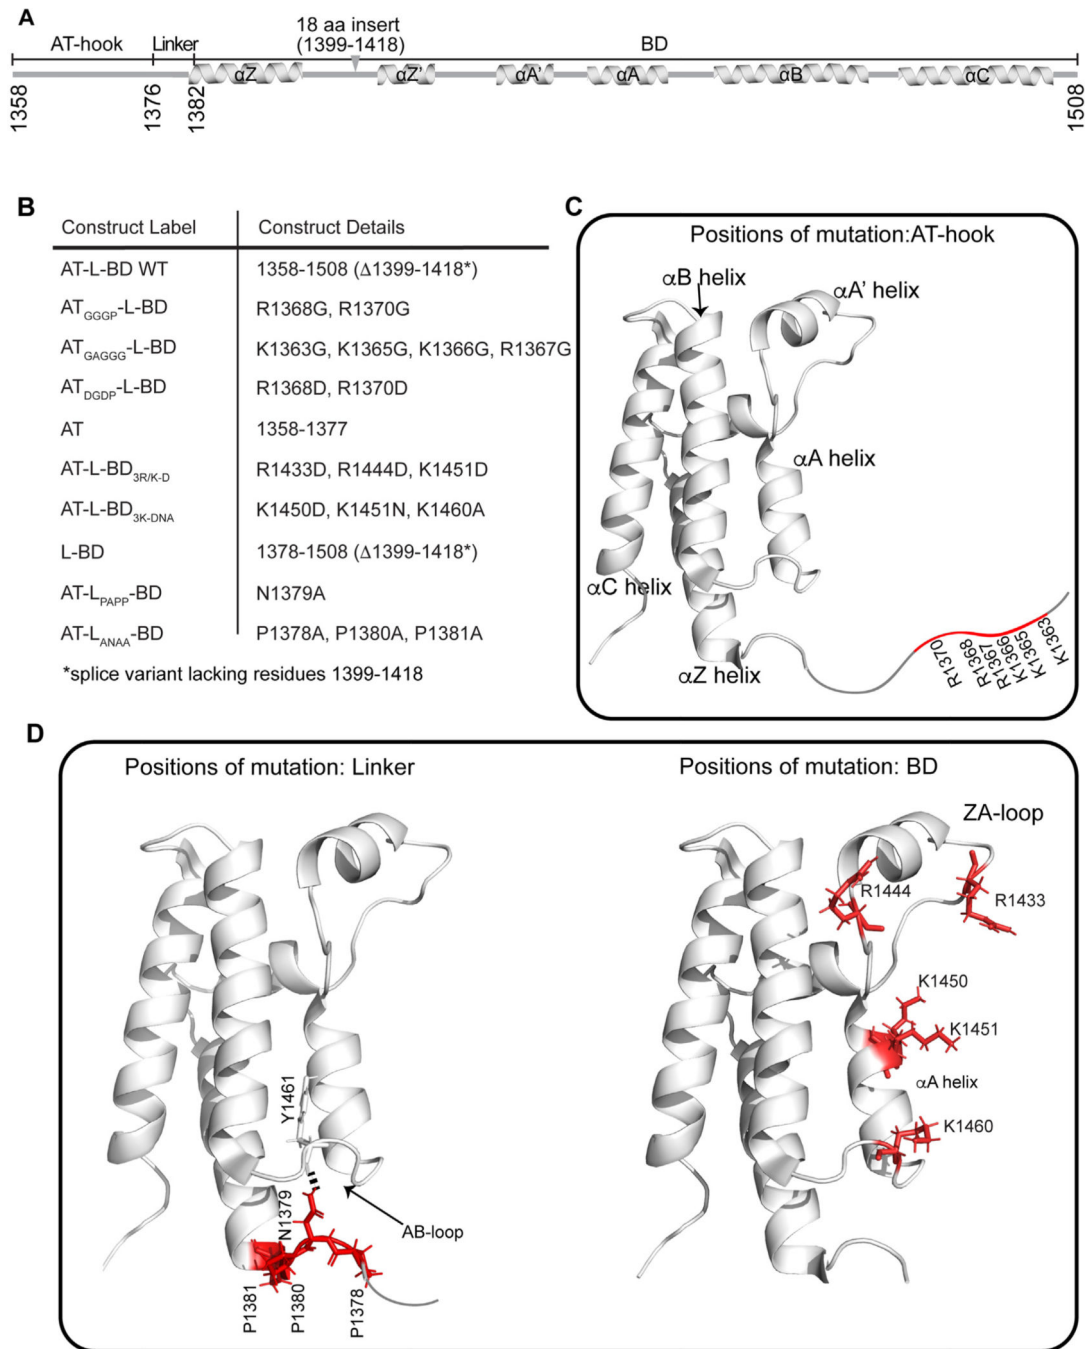 A
18 aa insert
(1399-1418)
AT-hook
Linker
BD
αZ
αZ'
αA'
αA
αB
αC
1358
1376
1382
1508
B
Construct Label Construct Details
AT-L-BD WT 1358-1508 (Δ1399-1418*)
ATGGGP-L-BD R1368G, R1370G
ATGAGGG-L-BD K1363G, K1365G, K1366G, R1367G
ATDGDP-L-BD R1368D, R1370D
AT 1358-1377
AT-L-BD3R/K-D R1433D, R1444D, K1451D
AT-L-BD3K-DNA K1450D, K1451N, K1460A
L-BD 1378-1508 (Δ1399-1418*)
AT-LPAPP-BD N1379A
AT-LANAA-BD P1378A, P1380A, P1381A
*splice variant lacking residues 1399-1418
C
Positions of mutation:AT-hook
αB helix
αA' helix
αA helix
αC helix
αZ helix
R1370
R1368
R1367
K1366
K1365
K1363
D
Positions of mutation: Linker
Y1461
N1379
AB-loop
P1381
P1380
P1378
Positions of mutation: BD
ZA-loop
R1444
R1433
K1450
K1451
αA helix
K1460